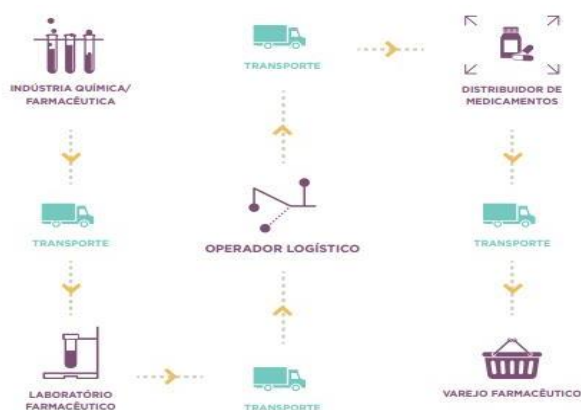 TRANSPORTE
INDÚSTRIA QUÍMICA/
FARMACÊUTICA
DISTRIBUIDOR DE
MEDICAMENTOS
TRANSPORTE
OPERADOR LOGÍSTICO
TRANSPORTE
LABORATÓRIO
FARMACÊUTICO
TRANSPORTE
VAREJO FARMACÊUTICO